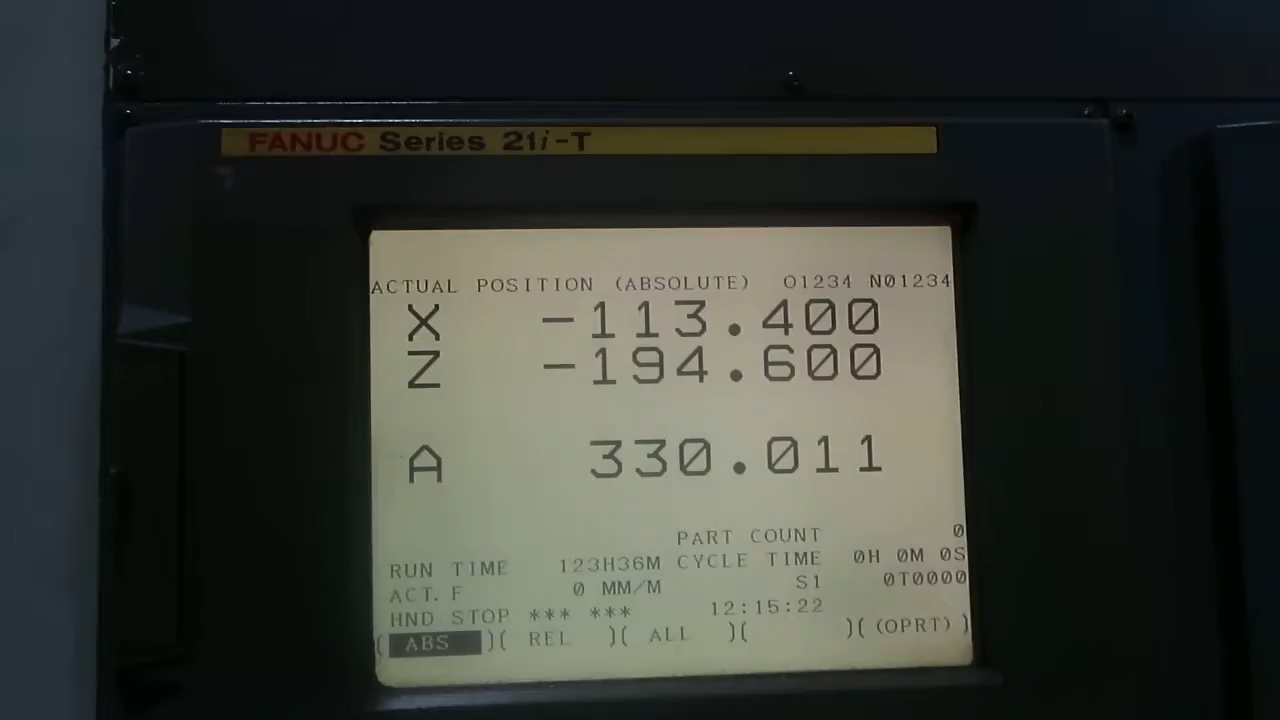 FANUC Series 21i-T
ACTUAL POSITION (ABSOLUTE) O1234 N01234
X -113.400
Z -194.600
A 330.011
PART COUNT 0
RUN TIME 123H36M CYCLE TIME 0H 0M 0S
ACT. F 0 MM/M S1 0T0000
HND STOP *** *** 12:15:22
( ABS )( REL )( ALL )( )( (OPRT) )